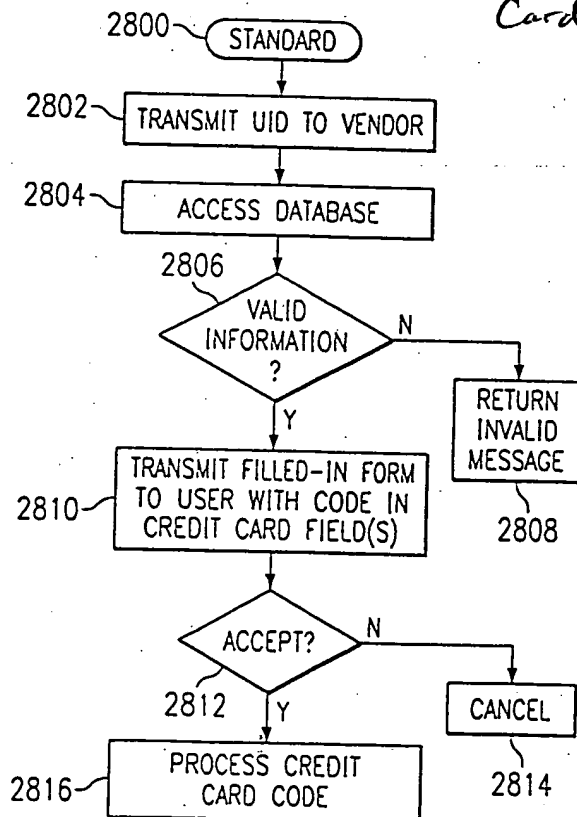 Card
2800
STANDARD
2802
TRANSMIT UID TO VENDOR
2804
ACCESS DATABASE
2806
VALID
INFORMATION
?
N
Y
RETURN
INVALID
MESSAGE
2808
2810
TRANSMIT FILLED-IN FORM
TO USER WITH CODE IN
CREDIT CARD FIELD(S)
ACCEPT?
N
2812
Y
CANCEL
2814
2816
PROCESS CREDIT
CARD CODE